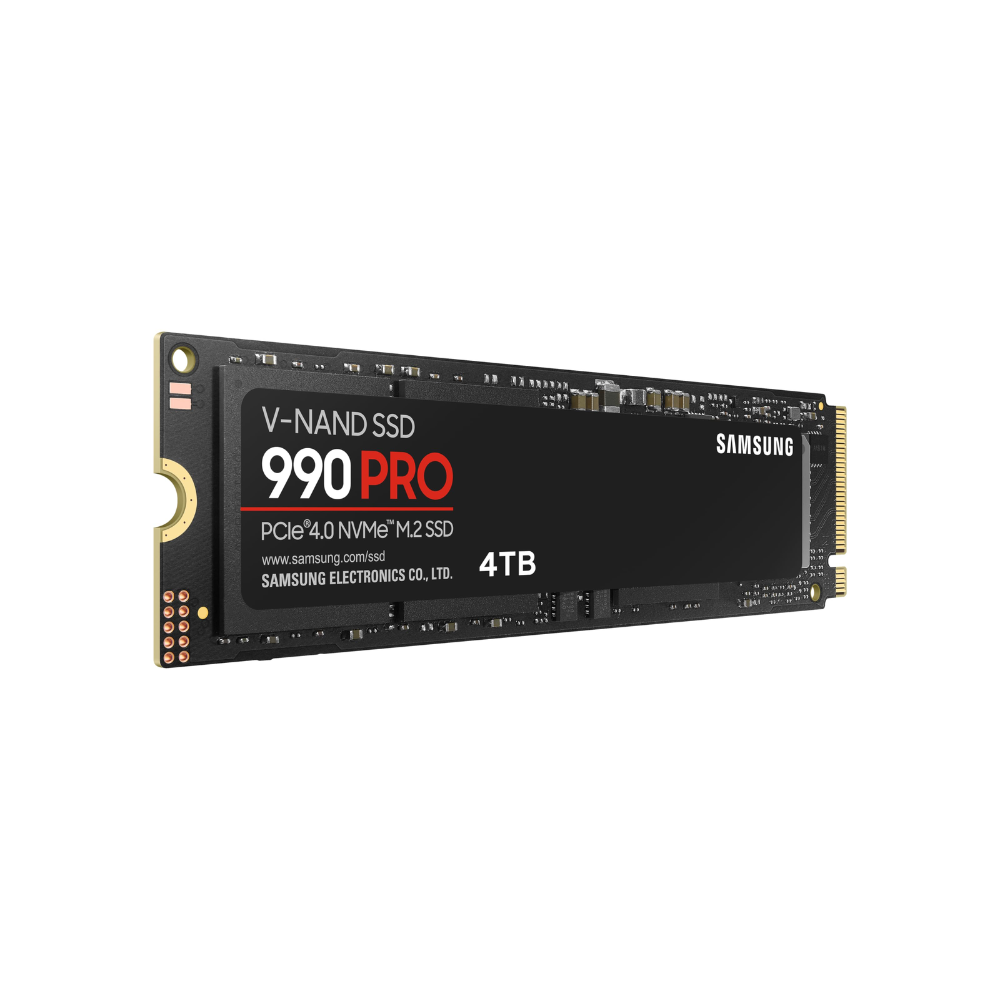 V-NAND SSD
SAMSUNG
990 PRO
PCIe®4.0 NVMe™ M.2 SSD
www.samsung.com/ssd
4TB
SAMSUNG ELECTRONICS CO., LTD.